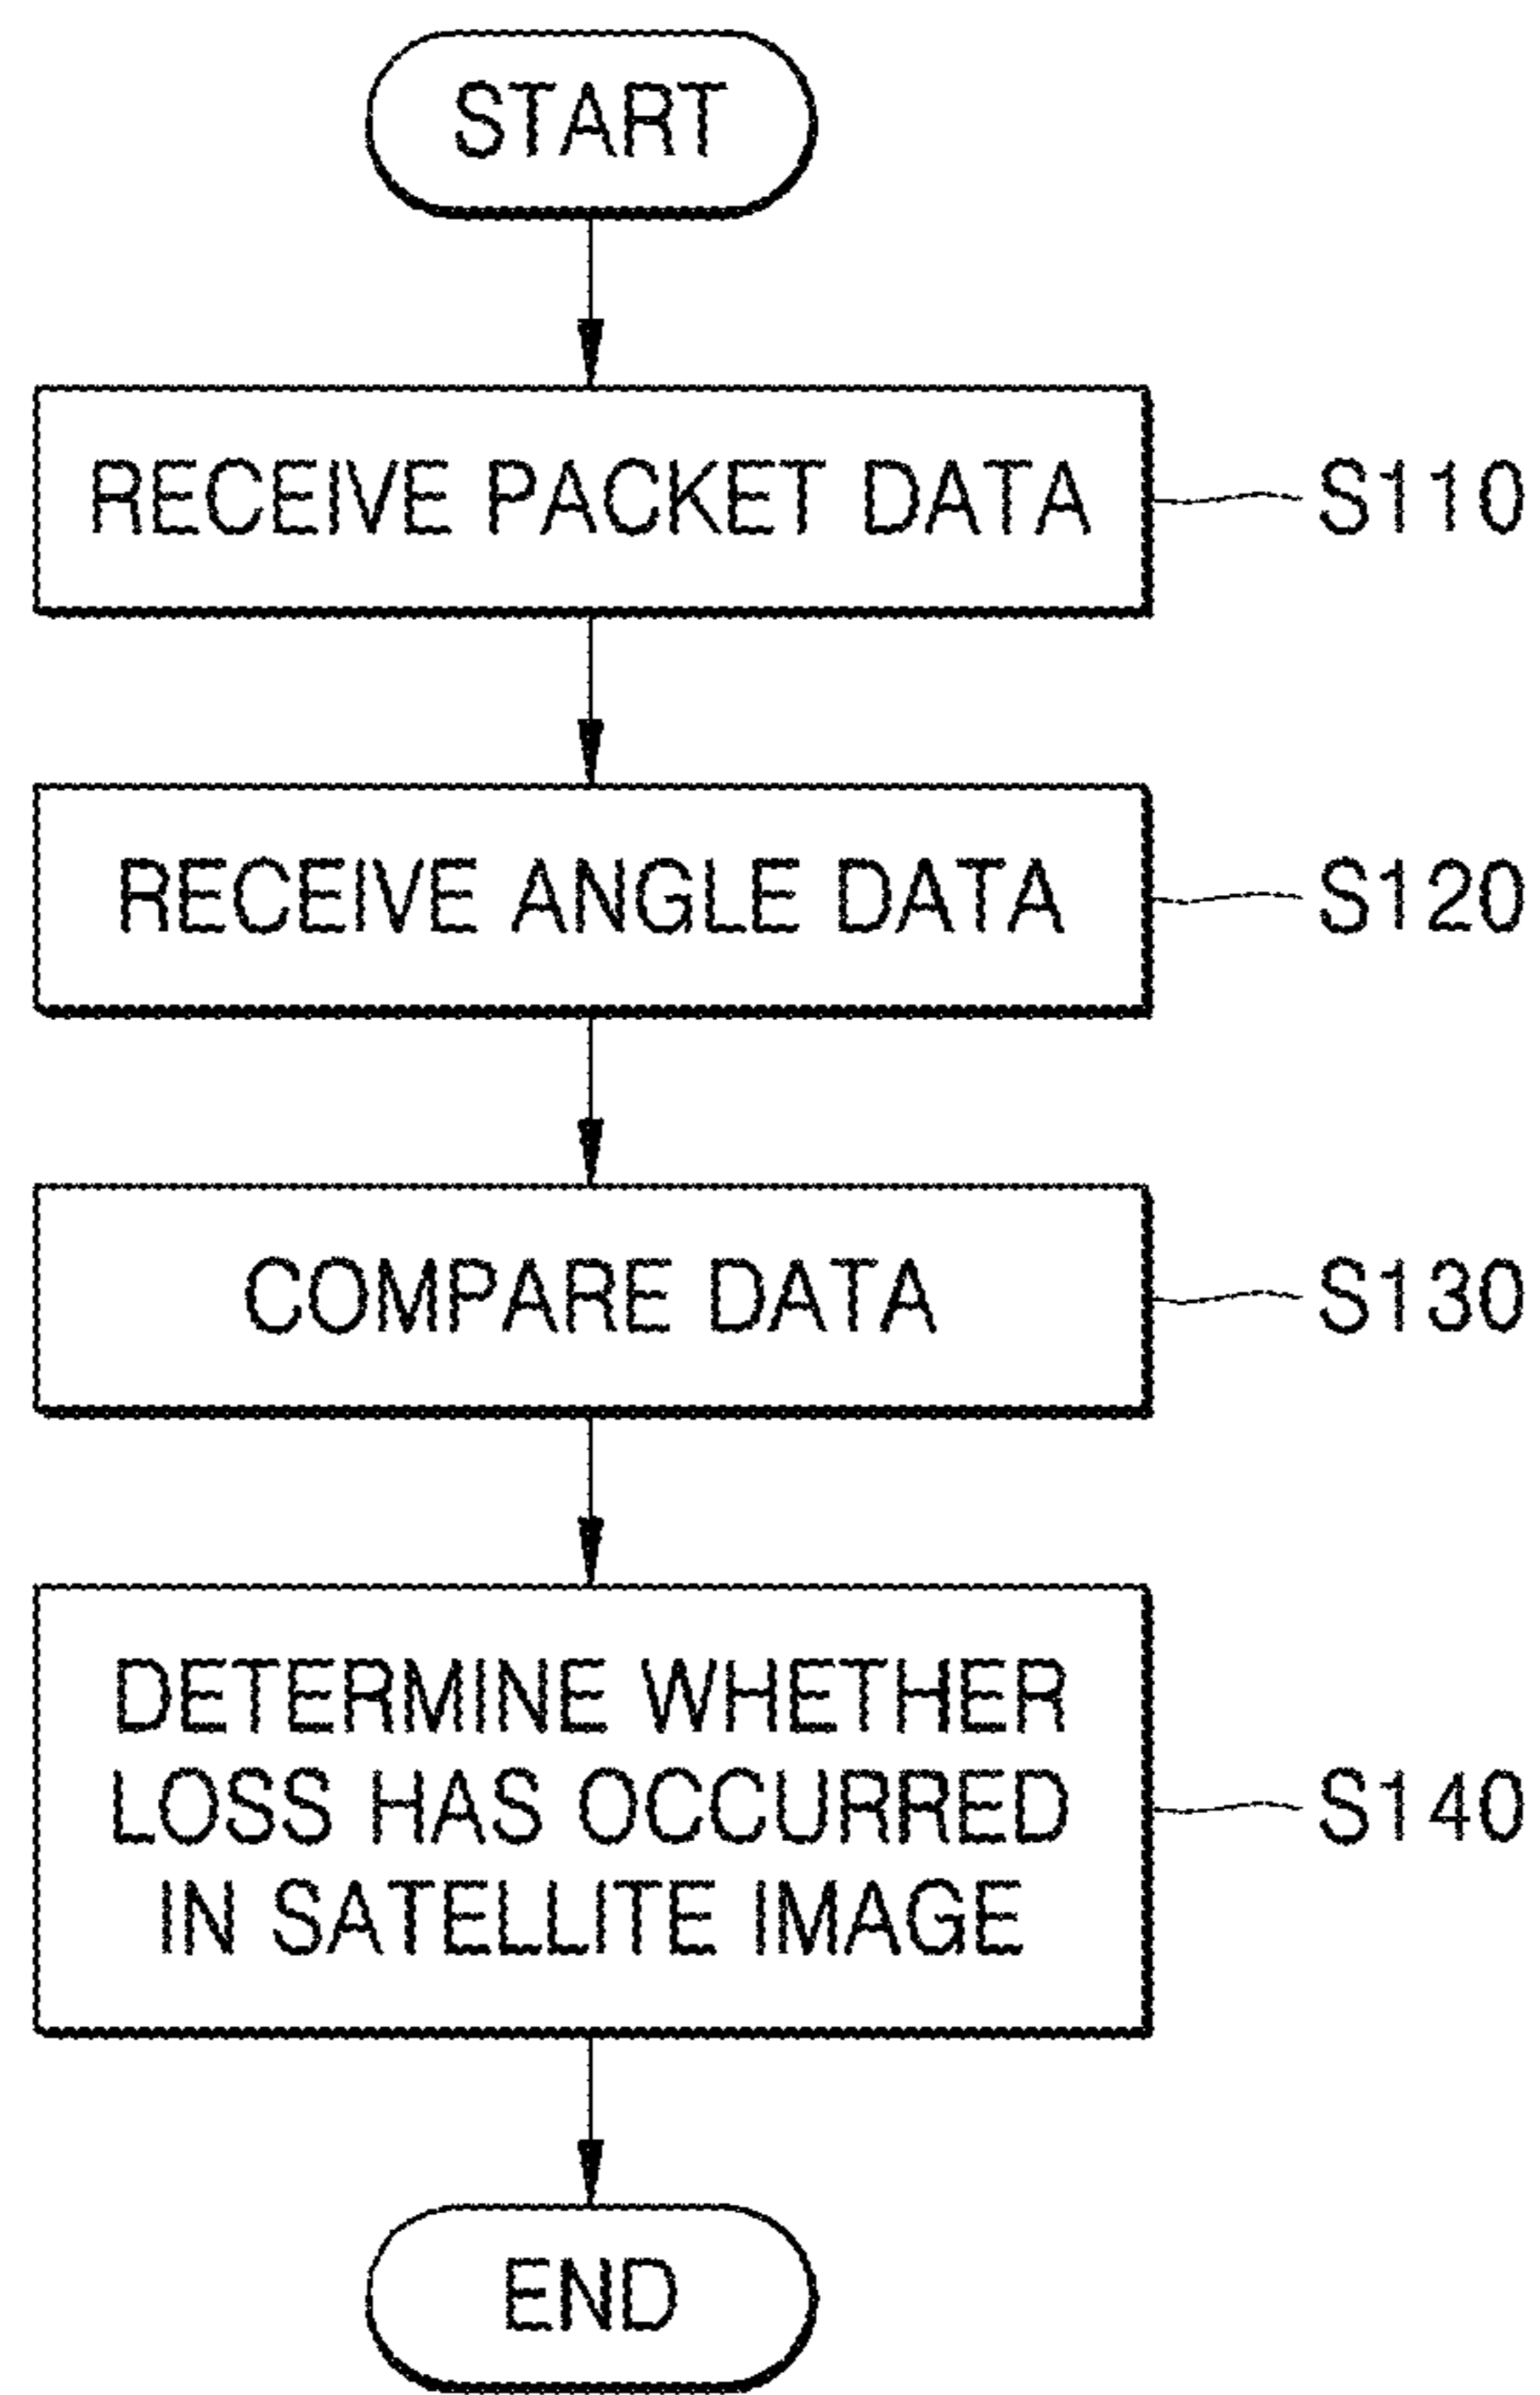 START
RECEIVE PACKET DATA
S110
RECEIVE ANGLE DATA
S120
COMPARE DATA
S130
DETERMINE WHETHER
LOSS HAS OCCURRED
IN SATELLITE IMAGE
S140
END